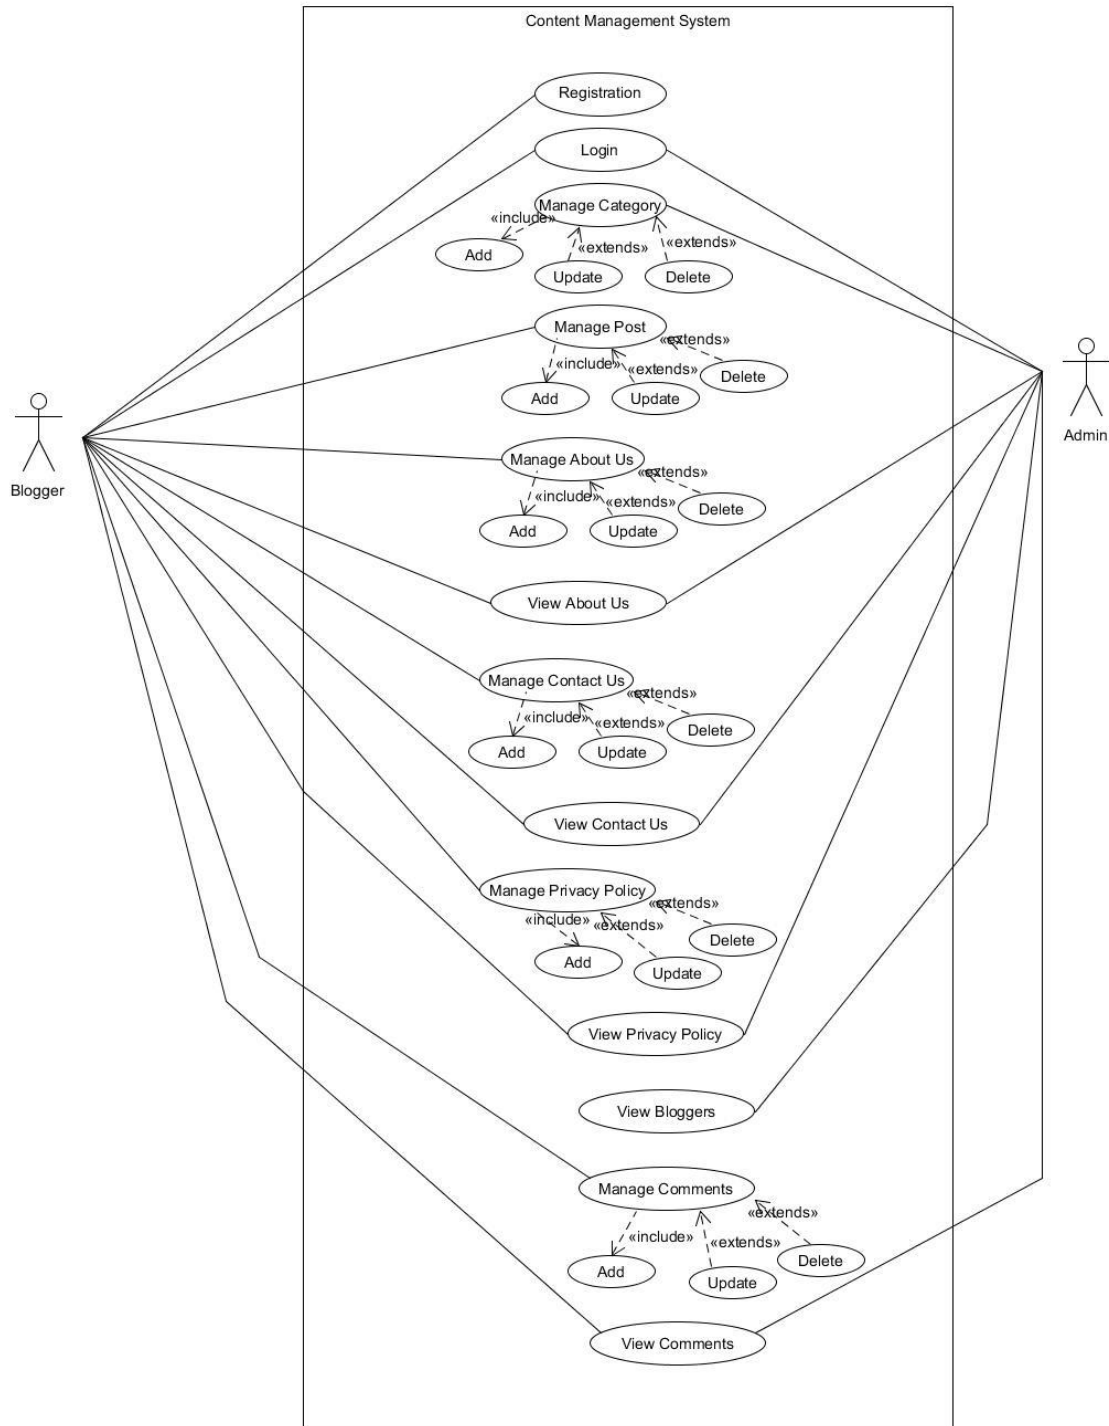 Content Management System
Registration
Login
Manage Category
«include»
Add
«extends»
Update
«extends»
Delete
Manage Post
«extends»
«include»
«extends»
Delete
Add
Update
Admin
Blogger
Manage About Us
«extends»
«include»
«extends»
Delete
Add
Update
View About Us
Manage Contact Us
«extends»
«include»
«extends»
Delete
Add
Update
View Contact Us
Manage Privacy Policy
«extends»
«include»
«extends»
Delete
Add
Update
View Privacy Policy
View Bloggers
Manage Comments
«extends»
«include»
«extends»
Delete
Add
Update
View Comments